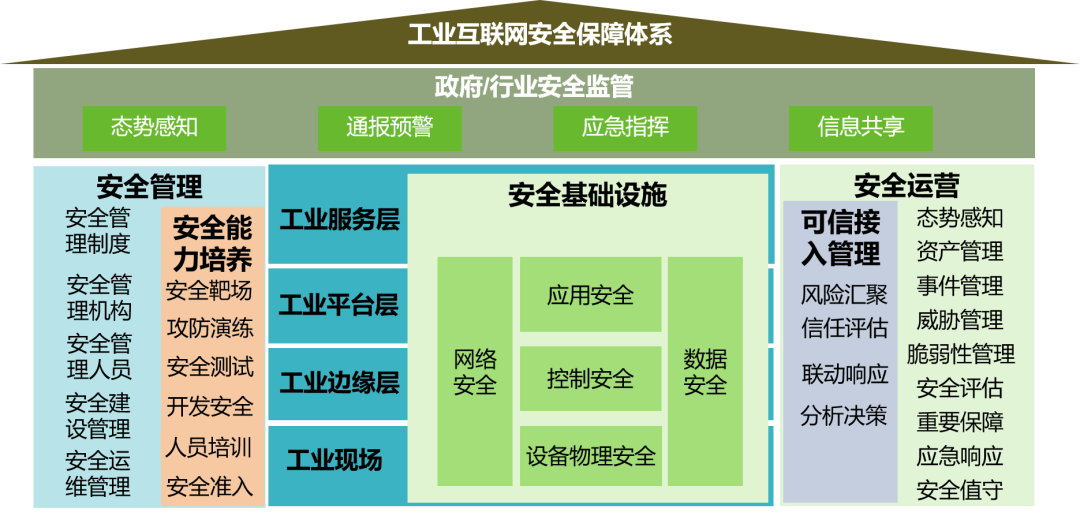 工业互联网安全保障体系
政府/行业安全监管
态势感知
通报预警
应急指挥
信息共享
安全管理
安全管
理制度
安全管
理机构
安全管
理人员
安全建
设管理
安全运
维管理
安全能
力培养
安全靶场
攻防演练
安全测试
开发安全
人员培训
安全准入
工业服务层
工业平台层
工业边缘层
工业现场
安全基础设施
网络
安全
应用安全
控制安全
设备物理安全
数据
安全
安全运营
可信接
入管理
风险汇聚
信任评估
联动响应
分析决策
态势感知
资产管理
事件管理
威胁管理
脆弱性管理
安全评估
重要保障
应急响应
安全值守